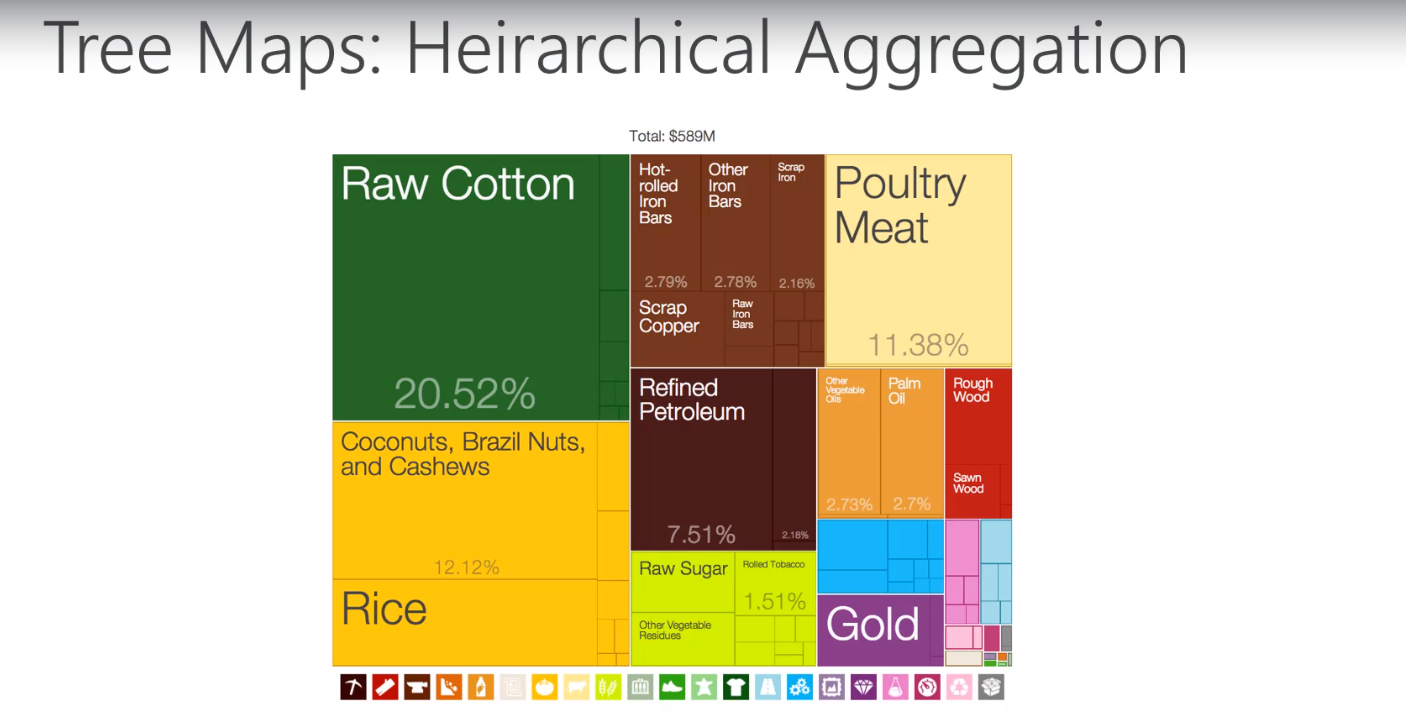 Tree Maps: Heirarchical Aggregation
Total: $589M
Raw Cotton
20.52%
Coconuts, Brazil Nuts,
and Cashews
12.12%
Rice
Hot-
rolled
Iron
Bars
2.79%
Other
Iron
Bars
2.78%
Scrap
Iron
2.16%
Scrap
Copper
Raw
Iron
Bars
Poultry
Meat
11.38%
Refined
Petroleum
7.51%
2.18%
Other
Vegetable
Oils
2.73%
Palm
Oil
2.7%
Rough
Wood
Sawn
Wood
Raw Sugar
Rolled Tobacco
1.51%
Other Vegetable
Residues
Gold